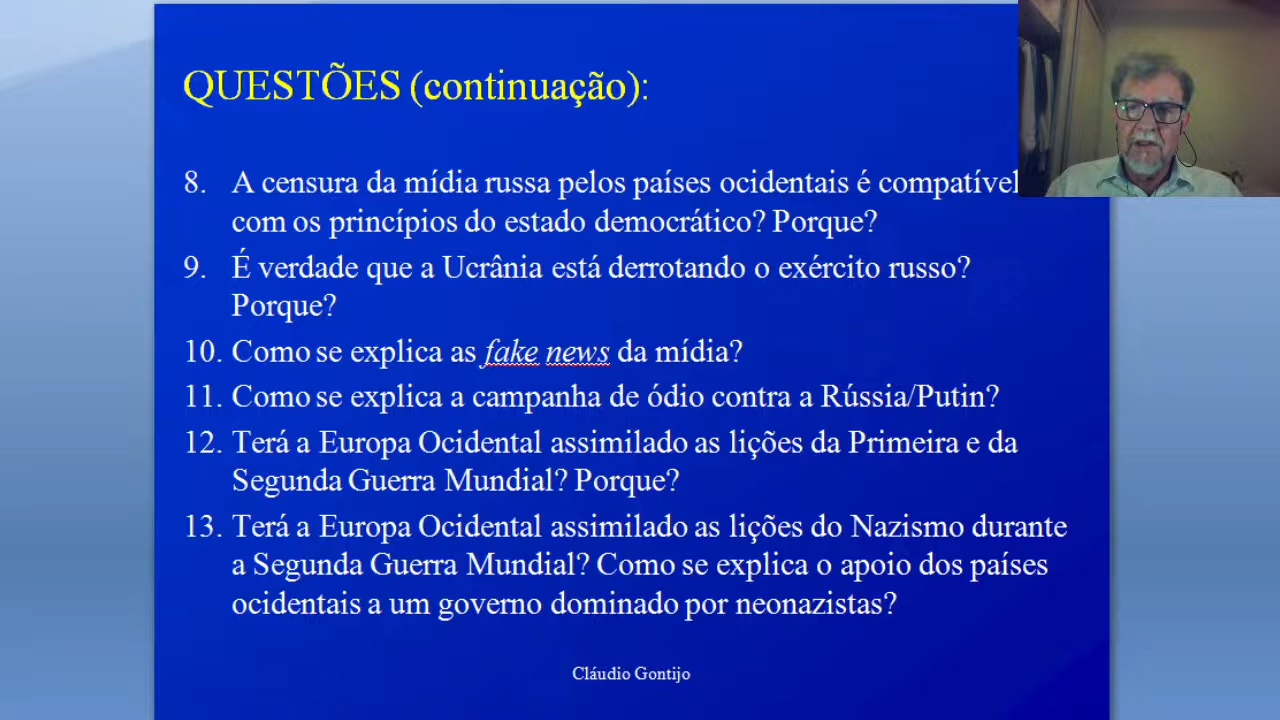 QUESTÕES (continuação):
8. A censura da mídia russa pelos países ocidentais é compatível
com os princípios do estado democrático? Porque?
9. É verdade que a Ucrânia está derrotando o exército russo?
Porque?
10. Como se explica as fake news da mídia?
11. Como se explica a campanha de ódio contra a Rússia/Putin?
12. Terá a Europa Ocidental assimilado as lições da Primeira e da
Segunda Guerra Mundial? Porque?
13. Terá a Europa Ocidental assimilado as lições do Nazismo durante
a Segunda Guerra Mundial? Como se explica o apoio dos países
ocidentais a um governo dominado por neonazistas?
Cláudio Gontijo